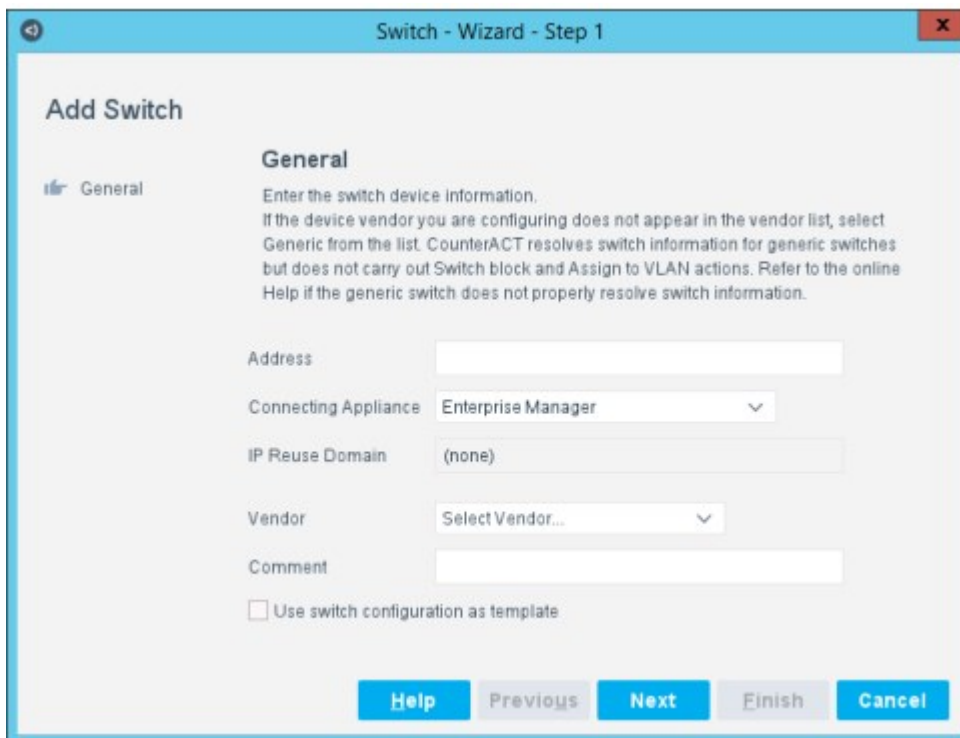 Switch - Wizard - Step 1
x
Add Switch
General
General
Enter the switch device information.
If the device vendor you are configuring does not appear in the vendor list, select
Generic from the list. CounterACT resolves switch information for generic switches
but does not carry out Switch block and Assign to VLAN actions. Refer to the online
Help if the generic switch does not properly resolve switch information.
Address
Connecting Appliance Enterprise Manager
IP Reuse Domain (none)
Vendor Select Vendor...
Comment
Use switch configuration as template
Help Previous Next Finish Cancel